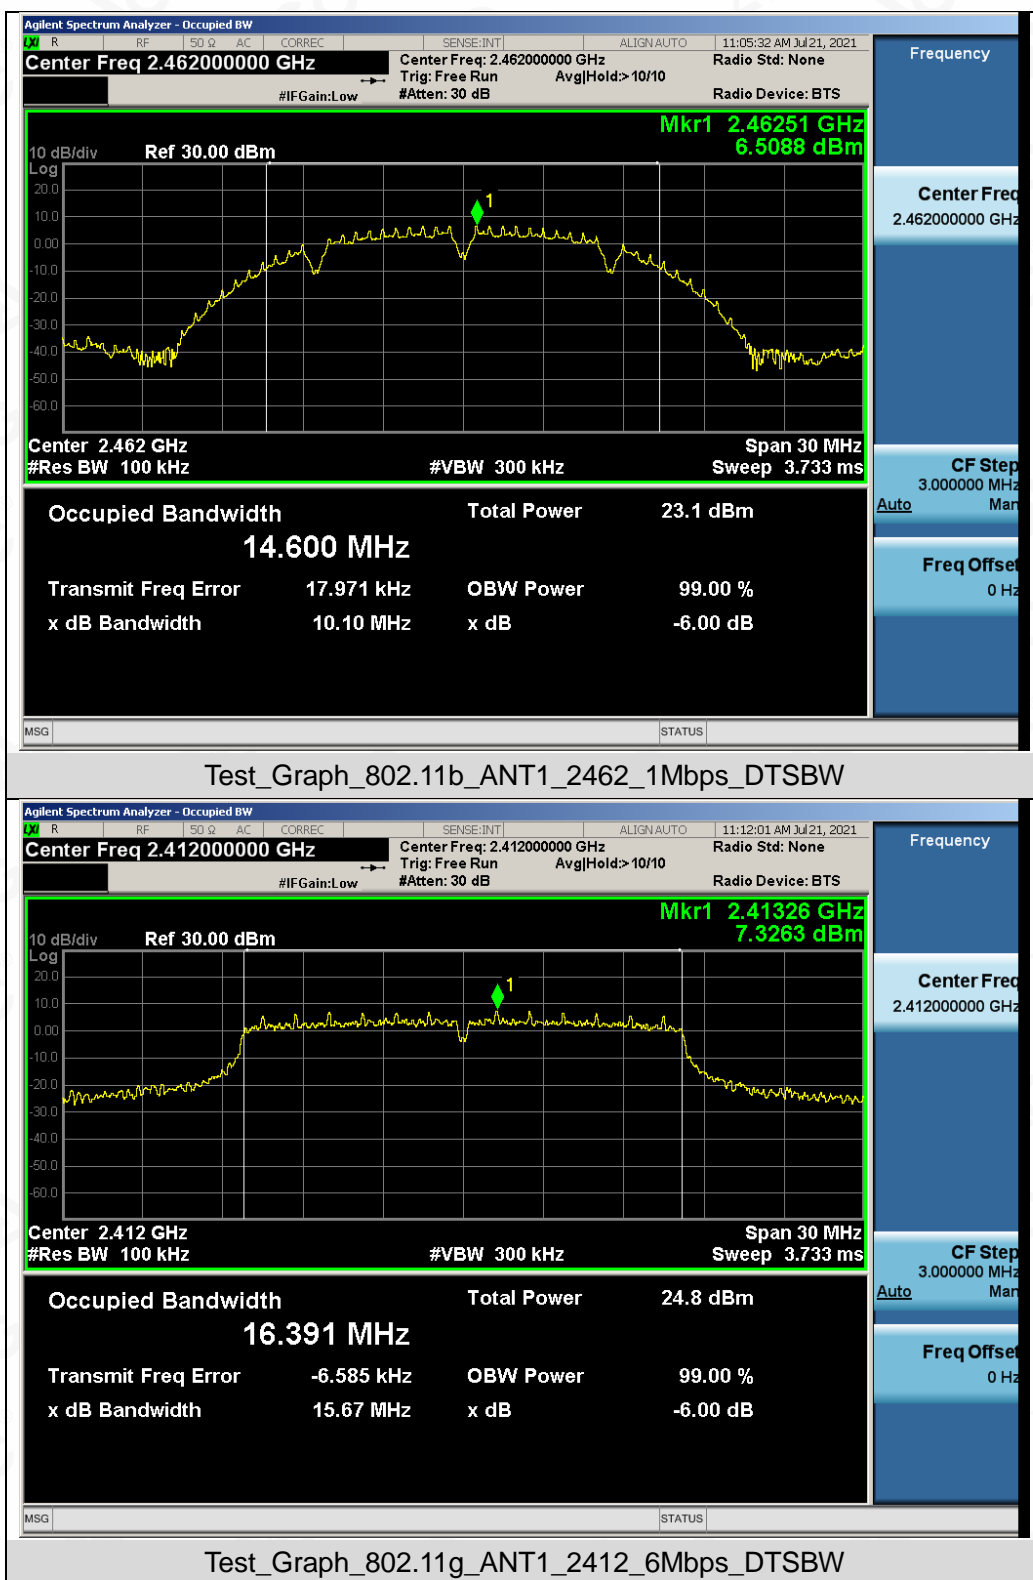 Agilent Spectrum Analyzer - Occupied BW
LXI R RF 50 Ω AC CORREC SENSE:INT ALIGN AUTO 11:05:32 AM Jul 21, 2021
Center Freq 2.462000000 GHz
Center Freq: 2.462000000 GHz
Radio Std: None
Trig: Free Run Avg|Hold:>10/10
#IFGain:Low
#Atten: 30 dB
Radio Device: BTS
Frequency
Mkr1 2.46251 GHz
6.5088 dBm
10 dB/div Ref 30.00 dBm
Log
20.0
10.0
0.00
-10.0
-20.0
-30.0
-40.0
-50.0
-60.0
1
Center Freq
2.462000000 GHz
Center 2.462 GHz
Span 30 MHz
#Res BW 100 kHz
#VBW 300 kHz
Sweep 3.733 ms
CF Step
3.000000 MHz
Auto Man
Occupied Bandwidth
14.600 MHz
Total Power 23.1 dBm
Freq Offset
0 Hz
Transmit Freq Error 17.971 kHz OBW Power 99.00 %
x dB Bandwidth 10.10 MHz x dB -6.00 dB
MSG
STATUS
Test_Graph_802.11b_ANT1_2462_1Mbps_DTSBW
Agilent Spectrum Analyzer - Occupied BW
LXI R RF 50 Ω AC CORREC SENSE:INT ALIGN AUTO 11:12:01 AM Jul 21, 2021
Center Freq 2.412000000 GHz
Center Freq: 2.412000000 GHz
Radio Std: None
Trig: Free Run Avg|Hold:>10/10
#IFGain:Low
#Atten: 30 dB
Radio Device: BTS
Frequency
Mkr1 2.41326 GHz
7.3263 dBm
10 dB/div Ref 30.00 dBm
Log
20.0
10.0
0.00
-10.0
-20.0
-30.0
-40.0
-50.0
-60.0
1
Center Freq
2.412000000 GHz
Center 2.412 GHz
Span 30 MHz
#Res BW 100 kHz
#VBW 300 kHz
Sweep 3.733 ms
CF Step
3.000000 MHz
Auto Man
Occupied Bandwidth
16.391 MHz
Total Power 24.8 dBm
Freq Offset
0 Hz
Transmit Freq Error -6.585 kHz OBW Power 99.00 %
x dB Bandwidth 15.67 MHz x dB -6.00 dB
MSG
STATUS
Test_Graph_802.11g_ANT1_2412_6Mbps_DTSBW